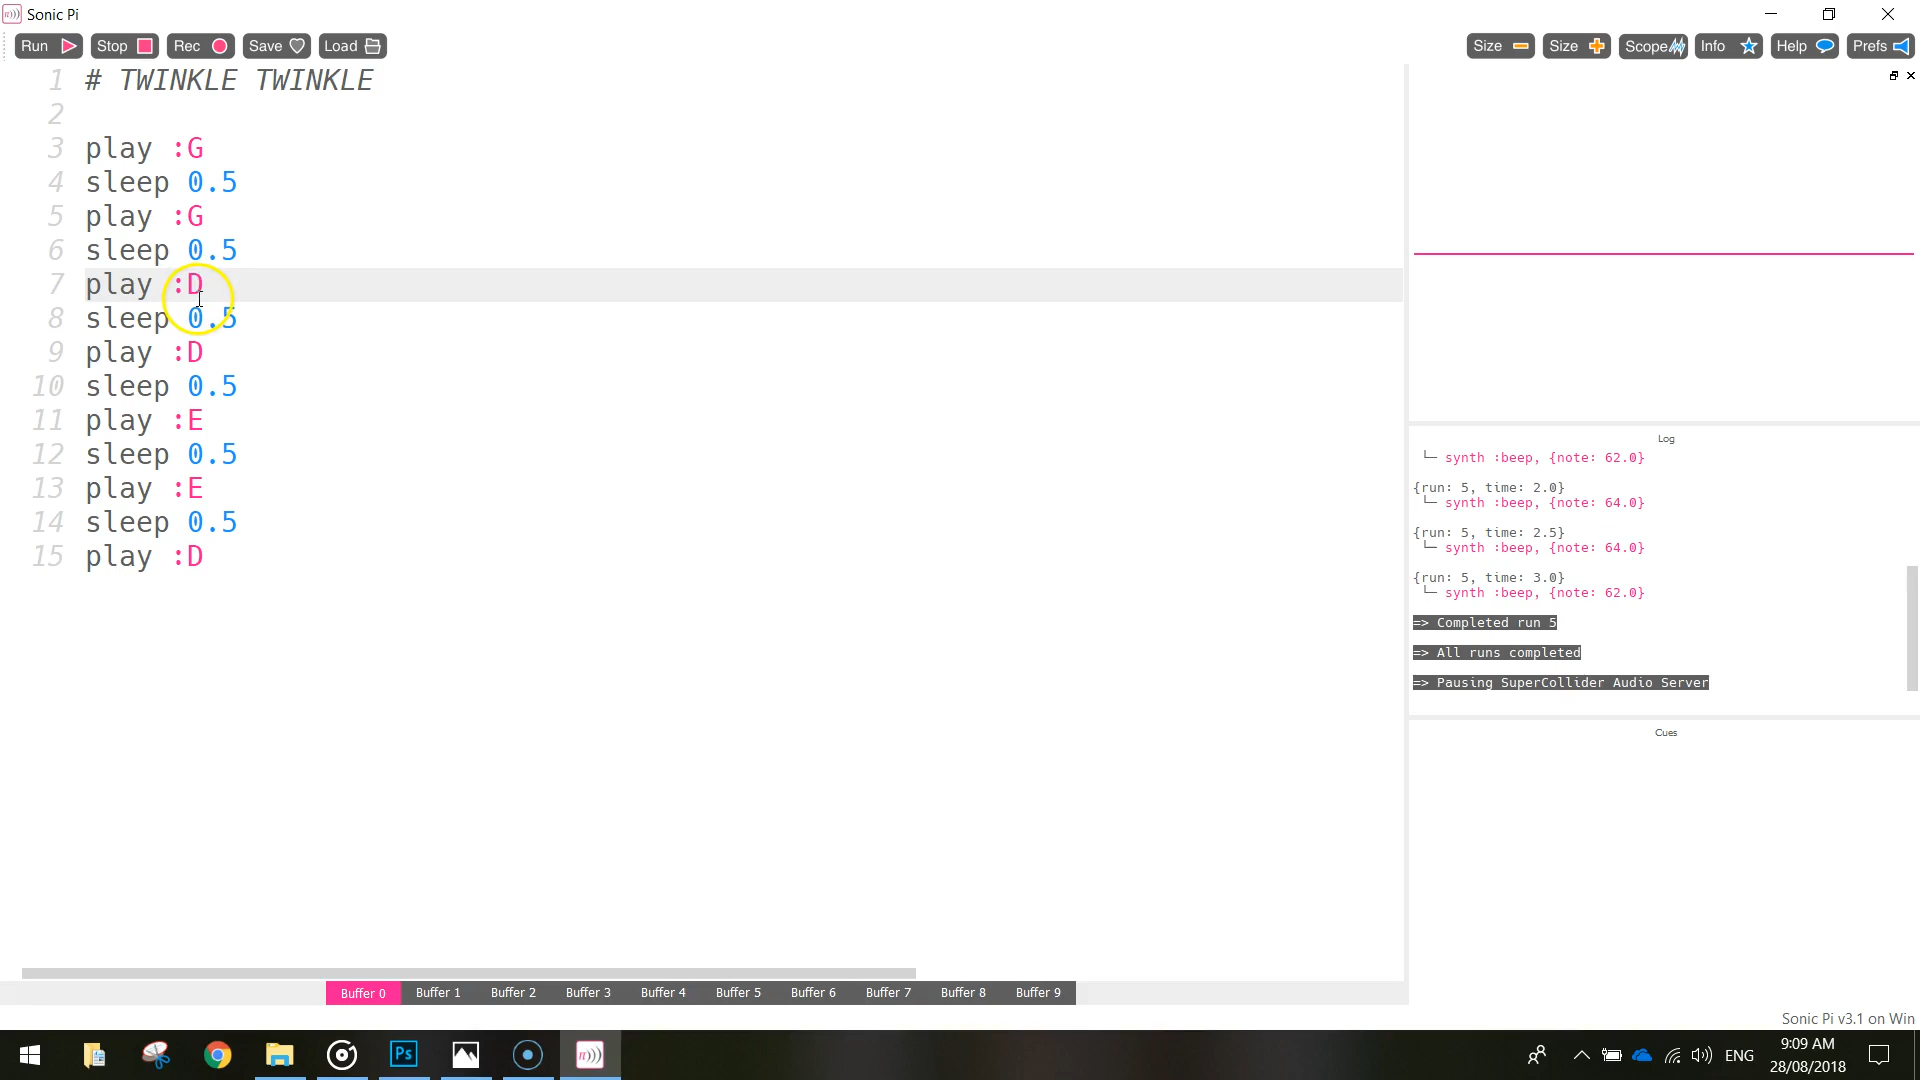 Sonic Pi
Run Stop Rec Save Load Size Size Scope Info Help Prefs
1 # TWINKLE TWINKLE
2
3 play :G
4 sleep 0.5
5 play :G
6 sleep 0.5
7 play :D
8 sleep 0.5
9 play :D
10 sleep 0.5
11 play :E
12 sleep 0.5
13 play :E
14 sleep 0.5
15 play :D
Log
└─ synth :beep, {note: 62.0}
{run: 5, time: 2.0}
└─ synth :beep, {note: 64.0}
{run: 5, time: 2.5}
└─ synth :beep, {note: 64.0}
{run: 5, time: 3.0}
└─ synth :beep, {note: 62.0}
=> Completed run 5
=> All runs completed
=> Pausing SuperCollider Audio Server
Cues
Buffer 0 Buffer 1 Buffer 2 Buffer 3 Buffer 4 Buffer 5 Buffer 6 Buffer 7 Buffer 8 Buffer 9
Sonic Pi v3.1 on Win
Ps
π)))
ENG
9:09 AM
28/08/2018